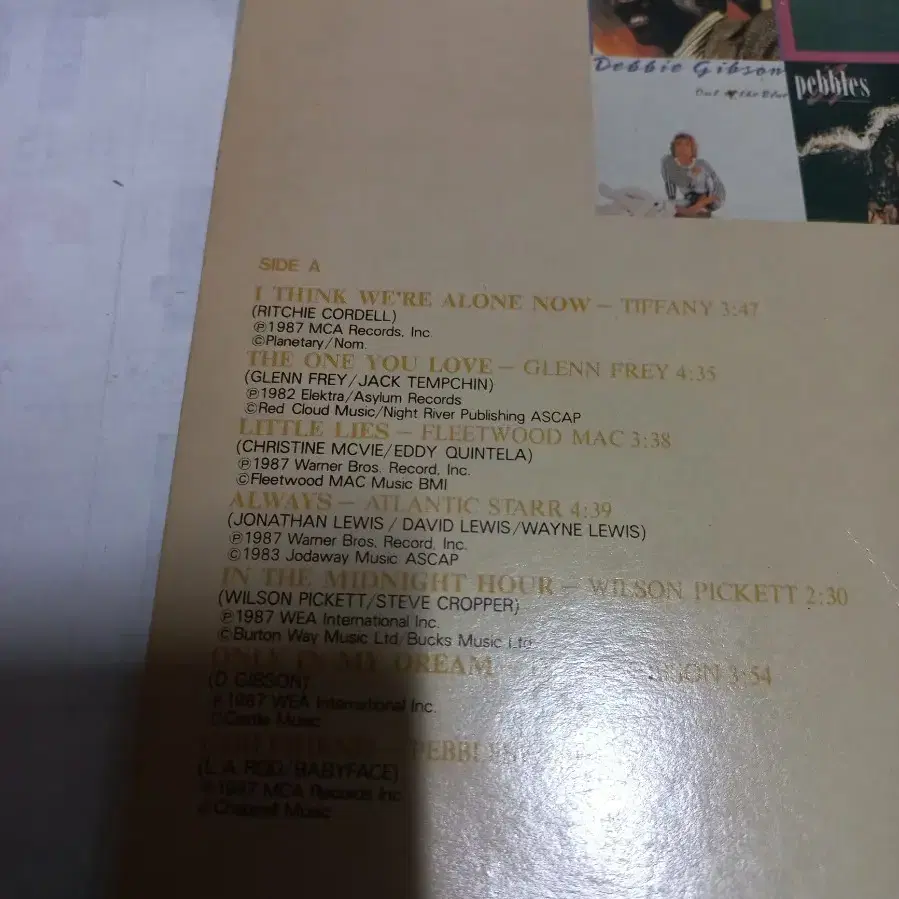 Debbie Gibson
Out of the Blue
pebbles
SIDE A
I THINK WE'RE ALONE NOW — TIFFANY 3:47
(RITCHIE CORDELL)
℗1987 MCA Records, Inc.
©Planetary/Nom.
THE ONE YOU LOVE — GLENN FREY 4:35
(GLENN FREY/JACK TEMPCHIN)
℗1982 Elektra/Asylum Records
©Red Cloud Music/Night River Publishing ASCAP
LITTLE LIES — FLEETWOOD MAC 3:38
(CHRISTINE MCVIE/EDDY QUINTELA)
℗1987 Warner Bros. Record, Inc.
©Fleetwood MAC Music BMI
ALWAYS — ATLANTIC STARR 4:39
(JONATHAN LEWIS / DAVID LEWIS/WAYNE LEWIS)
℗1987 Warner Bros. Record, Inc.
©1983 Jodaway Music ASCAP
IN THE MIDNIGHT HOUR — WILSON PICKETT 2:30
(WILSON PICKETT/STEVE CROPPER)
℗1987 WEA International Inc.
©Burton Way Music Ltd/Bucks Music Ltd
ONLY IN MY DREAM 3:54
(D GIBSON)
℗1987 WEA International Inc.
Music
PEBBLES
(L.A ROD/BABYFACE)
℗1987 MCA Records Inc
Music